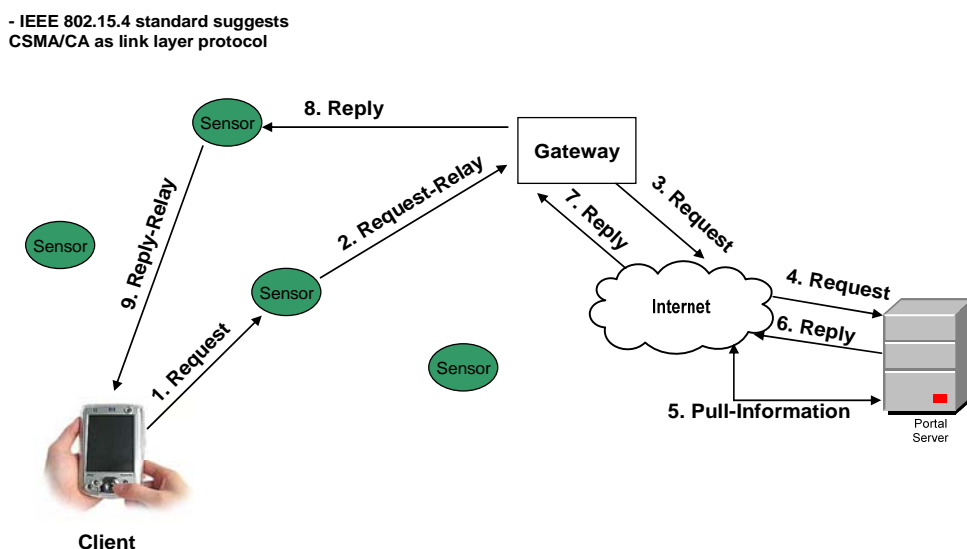 - IEEE 802.15.4 standard suggests
CSMA/CA as link layer protocol
8. Reply
Sensor
Gateway
2. Request-Relay
3. Request
7. Reply
9. Reply-Relay
Sensor
Sensor
Internet
4. Request
6. Reply
1. Request
Sensor
5. Pull-Information
Portal
Server
Client